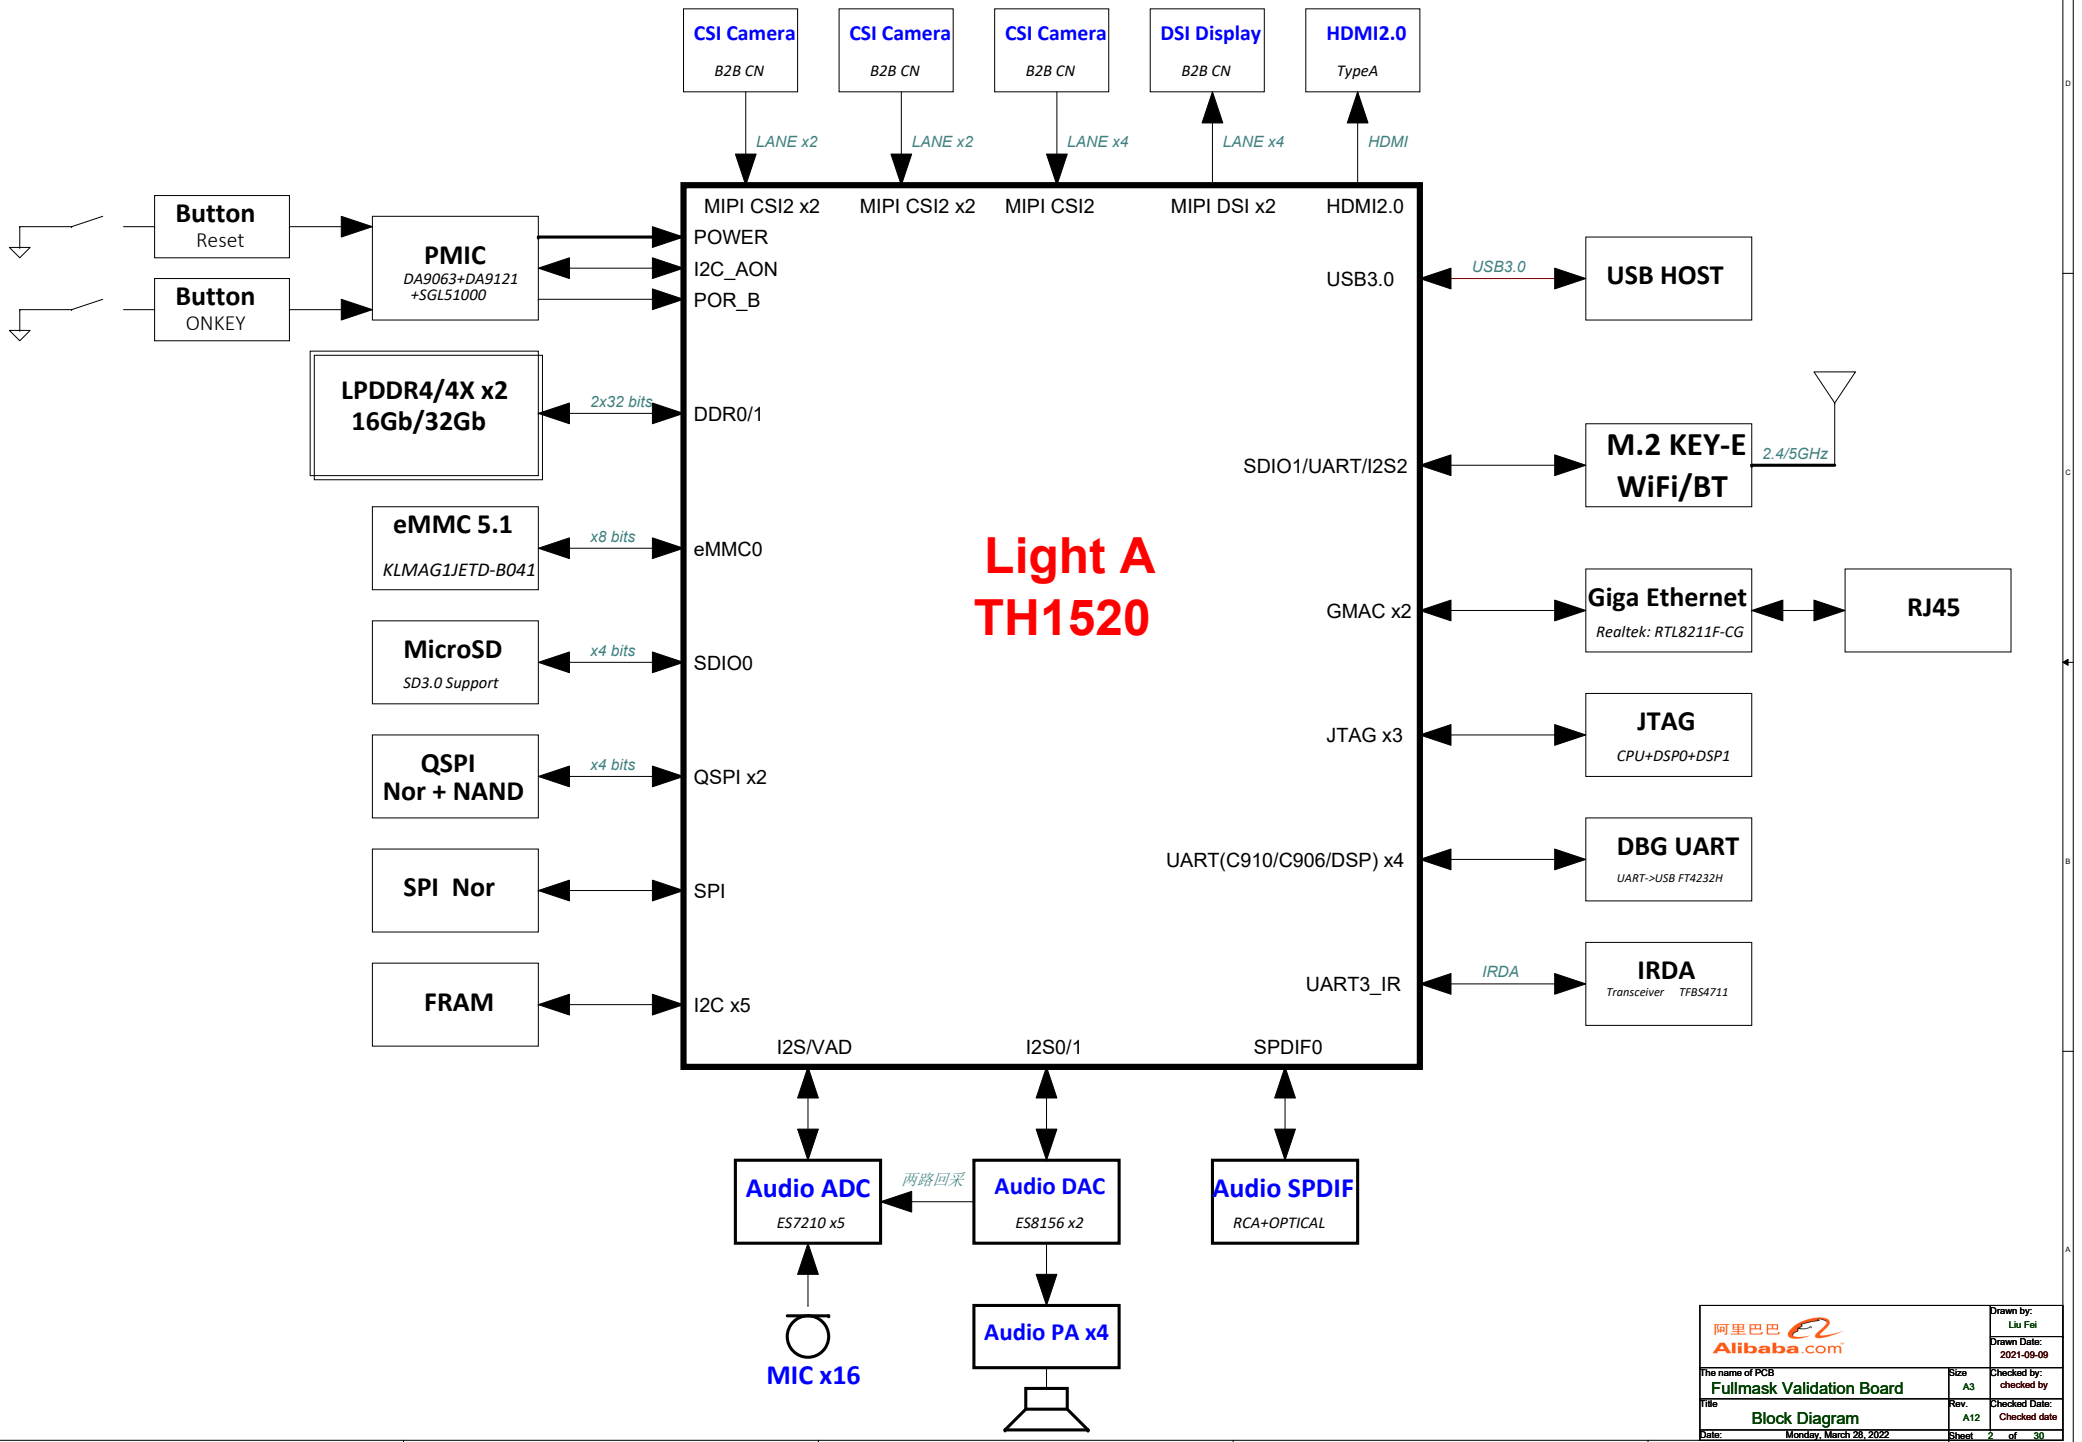 CSI Camera
B2B CN
CSI Camera
B2B CN
CSI Camera
B2B CN
DSI Display
B2B CN
HDMI2.0
TypeA
LANE x2
LANE x2
LANE x4
LANE x4
HDMI
MIPI CSI2 x2
MIPI CSI2 x2
MIPI CSI2
MIPI DSI x2
HDMI2.0
Button
Reset
Button
ONKEY
PMIC
DA9063+DA9121
+SGL51000
POWER
I2C_AON
POR_B
LPDDR4/4X x2
16Gb/32Gb
2x32 bits
DDR0/1
eMMC 5.1
KLMAG1JETD-B041
x8 bits
eMMC0
MicroSD
SD3.0 Support
x4 bits
SDIO0
QSPI
Nor + NAND
x4 bits
QSPI x2
SPI Nor
SPI
FRAM
I2C x5
Light A
TH1520
USB3.0
USB3.0
USB HOST
SDIO1/UART/I2S2
M.2 KEY-E
WiFi/BT
2.4/5GHz
GMAC x2
Giga Ethernet
Realtek: RTL8211F-CG
RJ45
JTAG x3
JTAG
CPU+DSP0+DSP1
UART(C910/C906/DSP) x4
DBG UART
UART->USB FT4232H
UART3_IR
IRDA
IRDA
Transceiver TFBS4711
I2S/VAD
I2S0/1
SPDIF0
Audio ADC
ES7210 x5
两路回采
Audio DAC
ES8156 x2
Audio SPDIF
RCA+OPTICAL
MIC x16
Audio PA x4
D
C
B
A
阿里巴巴
Alibaba.com
Drawn by:
Liu Fei
Drawn Date:
2021-09-09
The name of PCB
Fullmask Validation Board
Size
A3
Checked by:
checked by
Title
Block Diagram
Rev.
A12
Checked Date:
Checked date
Date: Monday, March 28, 2022
Sheet 2 of 30